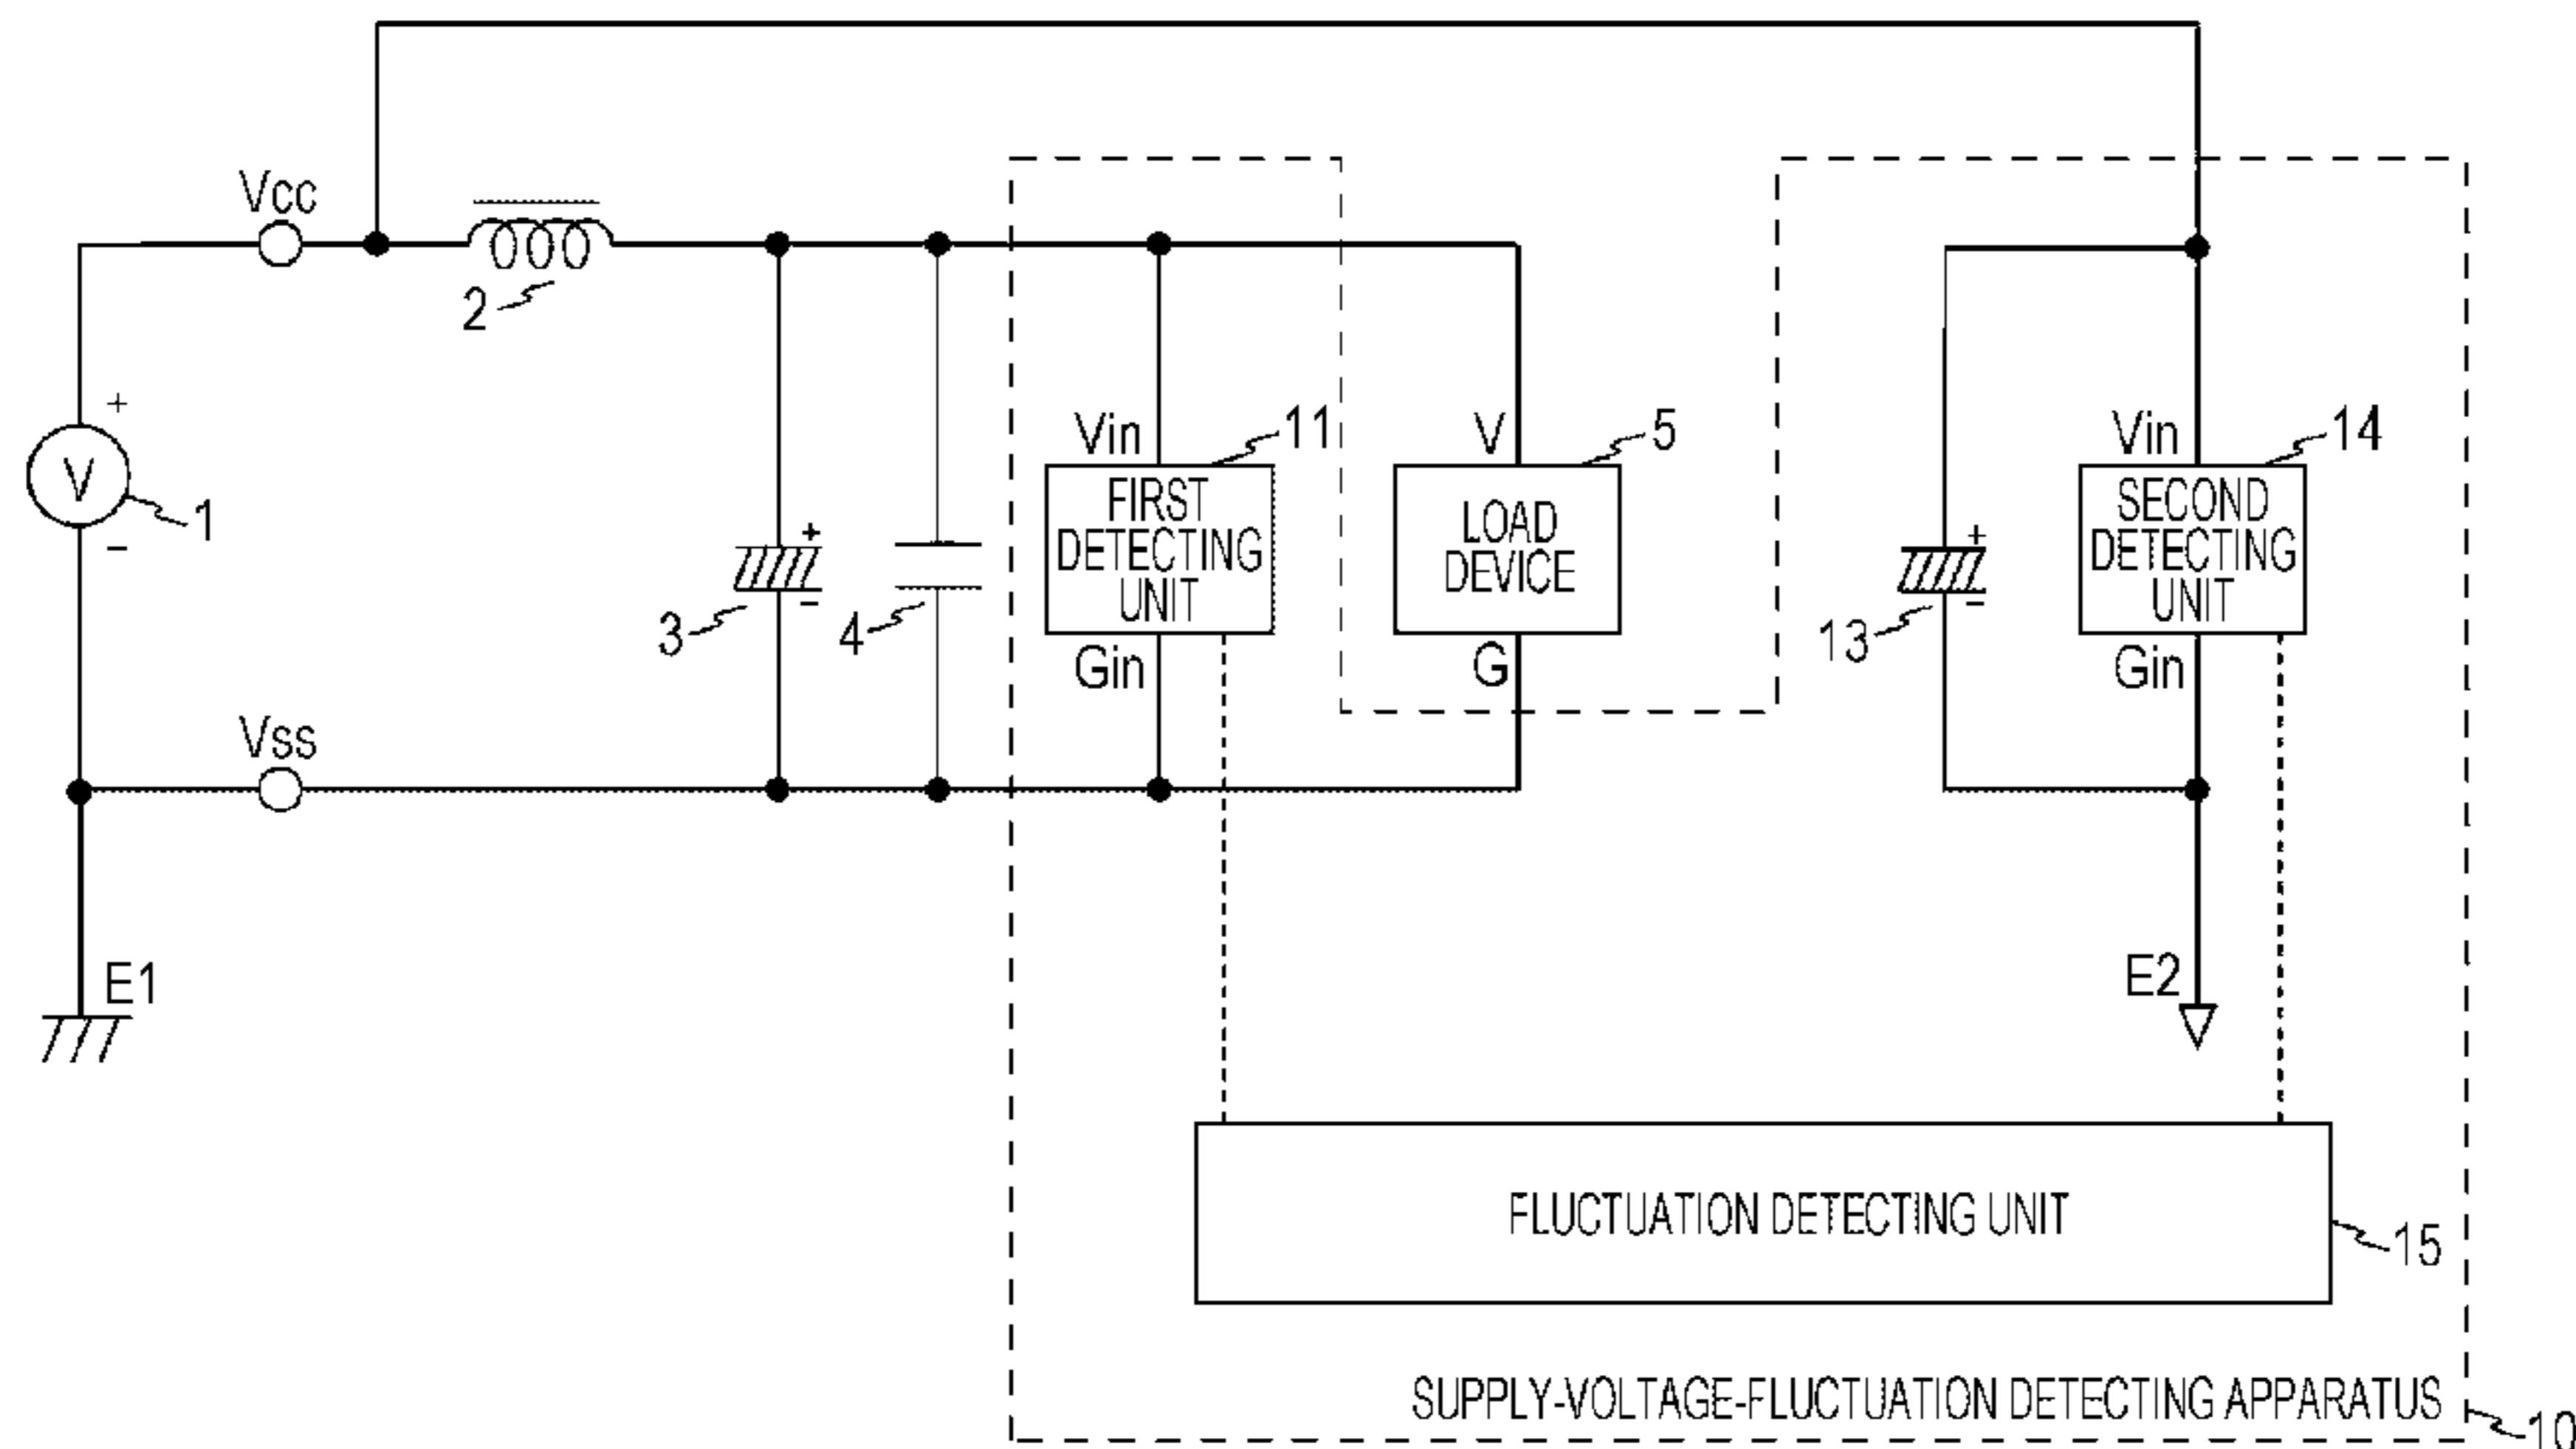 Vcc
2
+
V
1
−
3
+
−
4
Vin
11
FIRST
DETECTING
UNIT
Gin
V
5
LOAD
DEVICE
G
13
+
−
Vin
14
SECOND
DETECTING
UNIT
Gin
Vss
E1
E2
FLUCTUATION DETECTING UNIT
15
SUPPLY-VOLTAGE-FLUCTUATION DETECTING APPARATUS
10